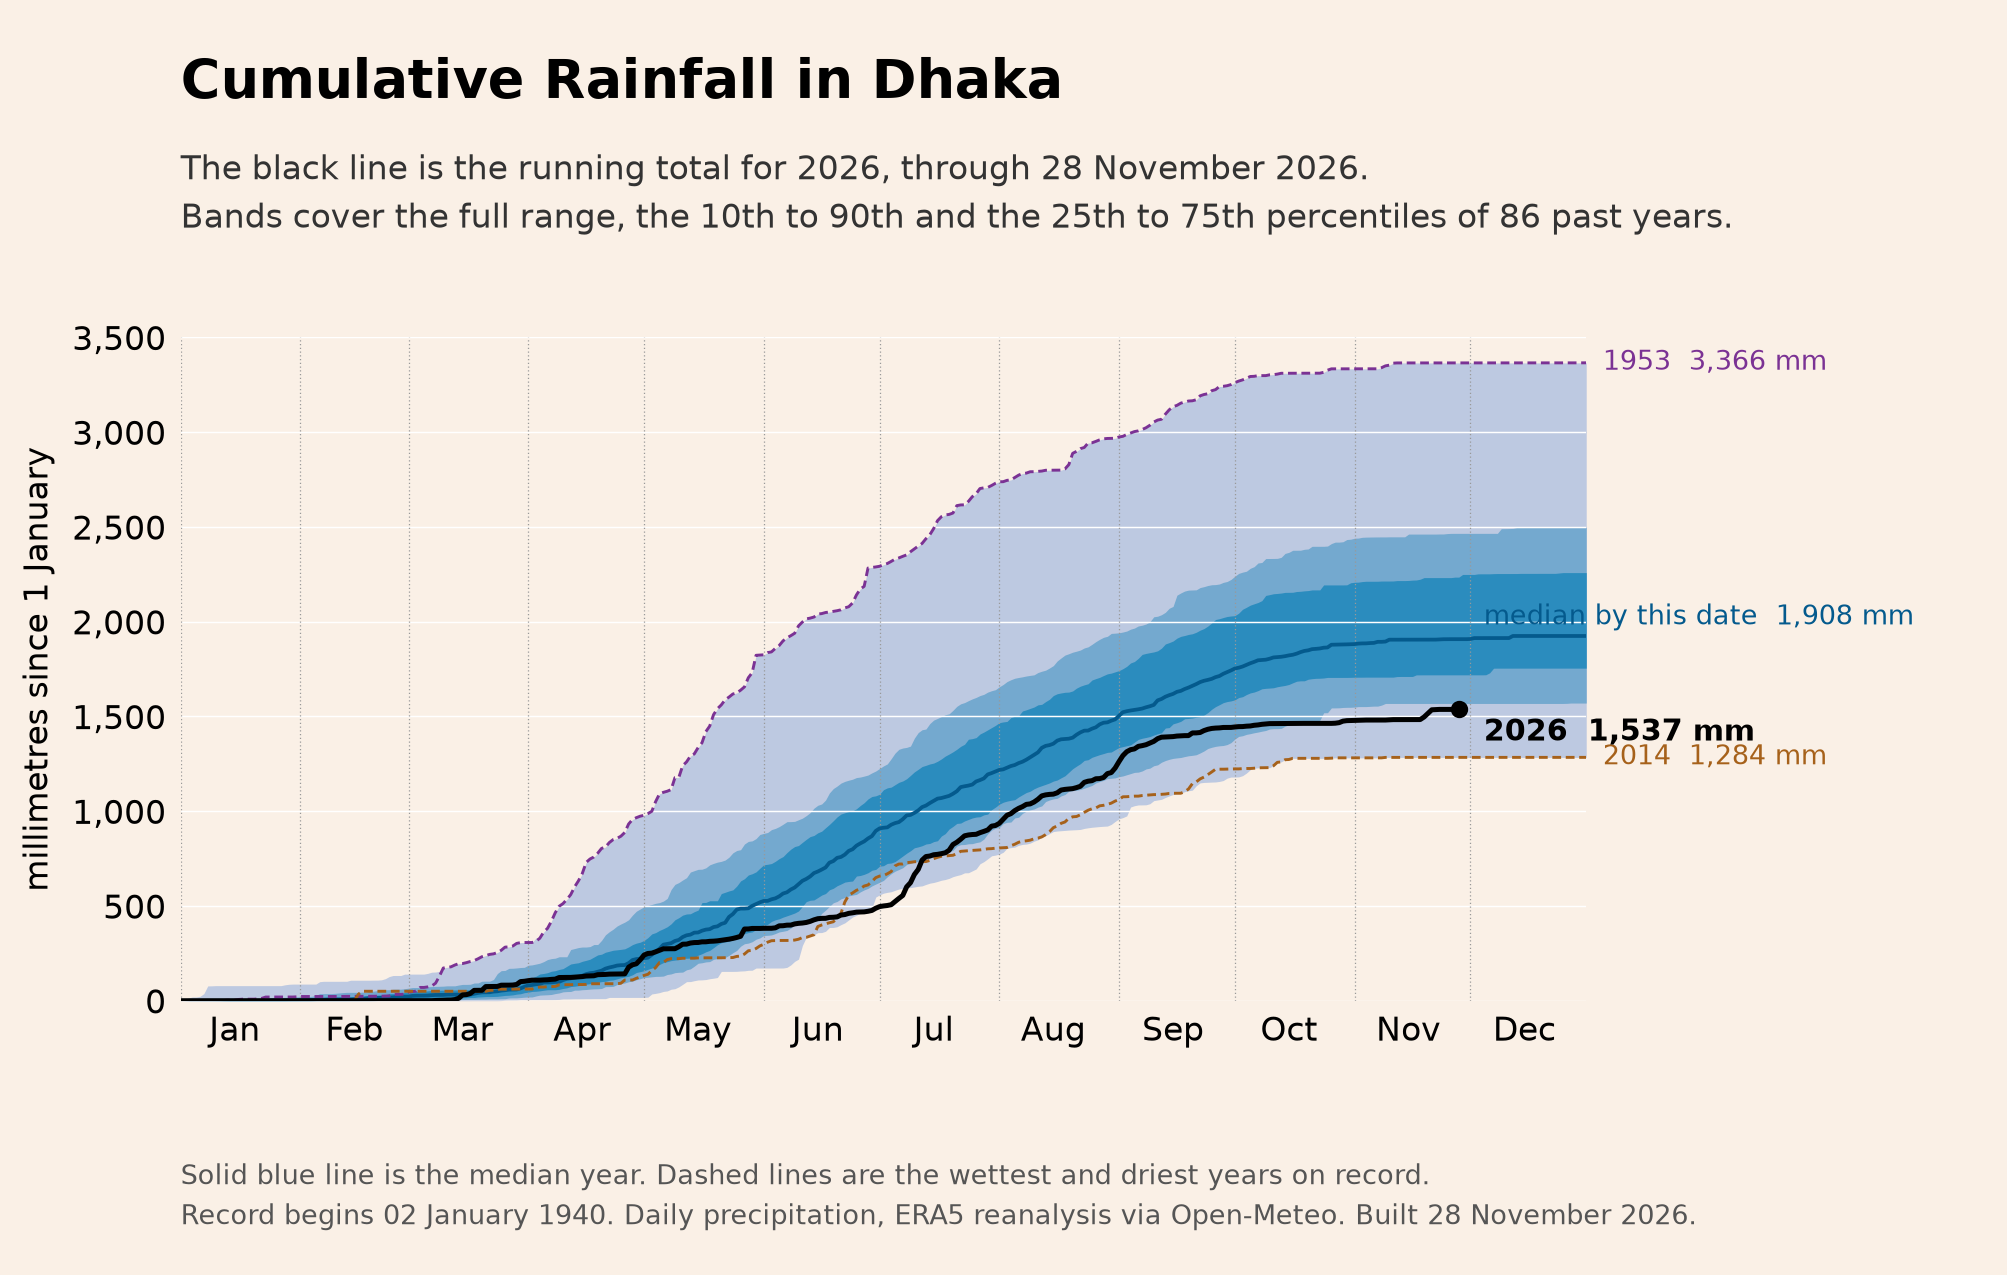 Cumulative Rainfall in Dhaka
The black line is the running total for 2026, through 28 November 2026.
Bands cover the full range, the 10th to 90th and the 25th to 75th percentiles of 86 past years.
millimetres since 1 January
3,500
3,000
2,500
2,000
1,500
1,000
500
0
1953 3,366 mm
median by this date 1,908 mm
2026 1,537 mm
2014 1,284 mm
Jan Feb Mar Apr May Jun Jul Aug Sep Oct Nov Dec
Solid blue line is the median year. Dashed lines are the wettest and driest years on record.
Record begins 02 January 1940. Daily precipitation, ERA5 reanalysis via Open-Meteo. Built 28 November 2026.